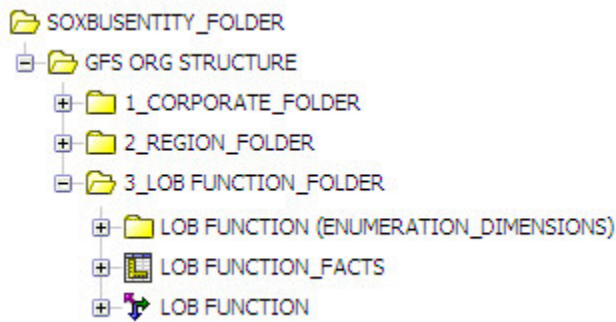 SOXBUSENTITY_FOLDER
GFS ORG STRUCTURE
1_CORPORATE_FOLDER
2_REGION_FOLDER
3_LOB FUNCTION_FOLDER
LOB FUNCTION (ENUMERATION_DIMENSIONS)
LOB FUNCTION_FACTS
LOB FUNCTION